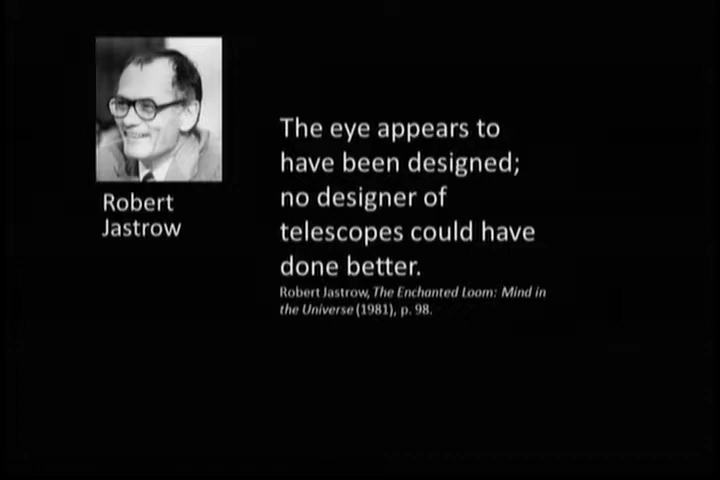 Robert
Jastrow
The eye appears to
have been designed;
no designer of
telescopes could have
done better.
Robert Jastrow, The Enchanted Loom: Mind in
the Universe (1981), p. 98.